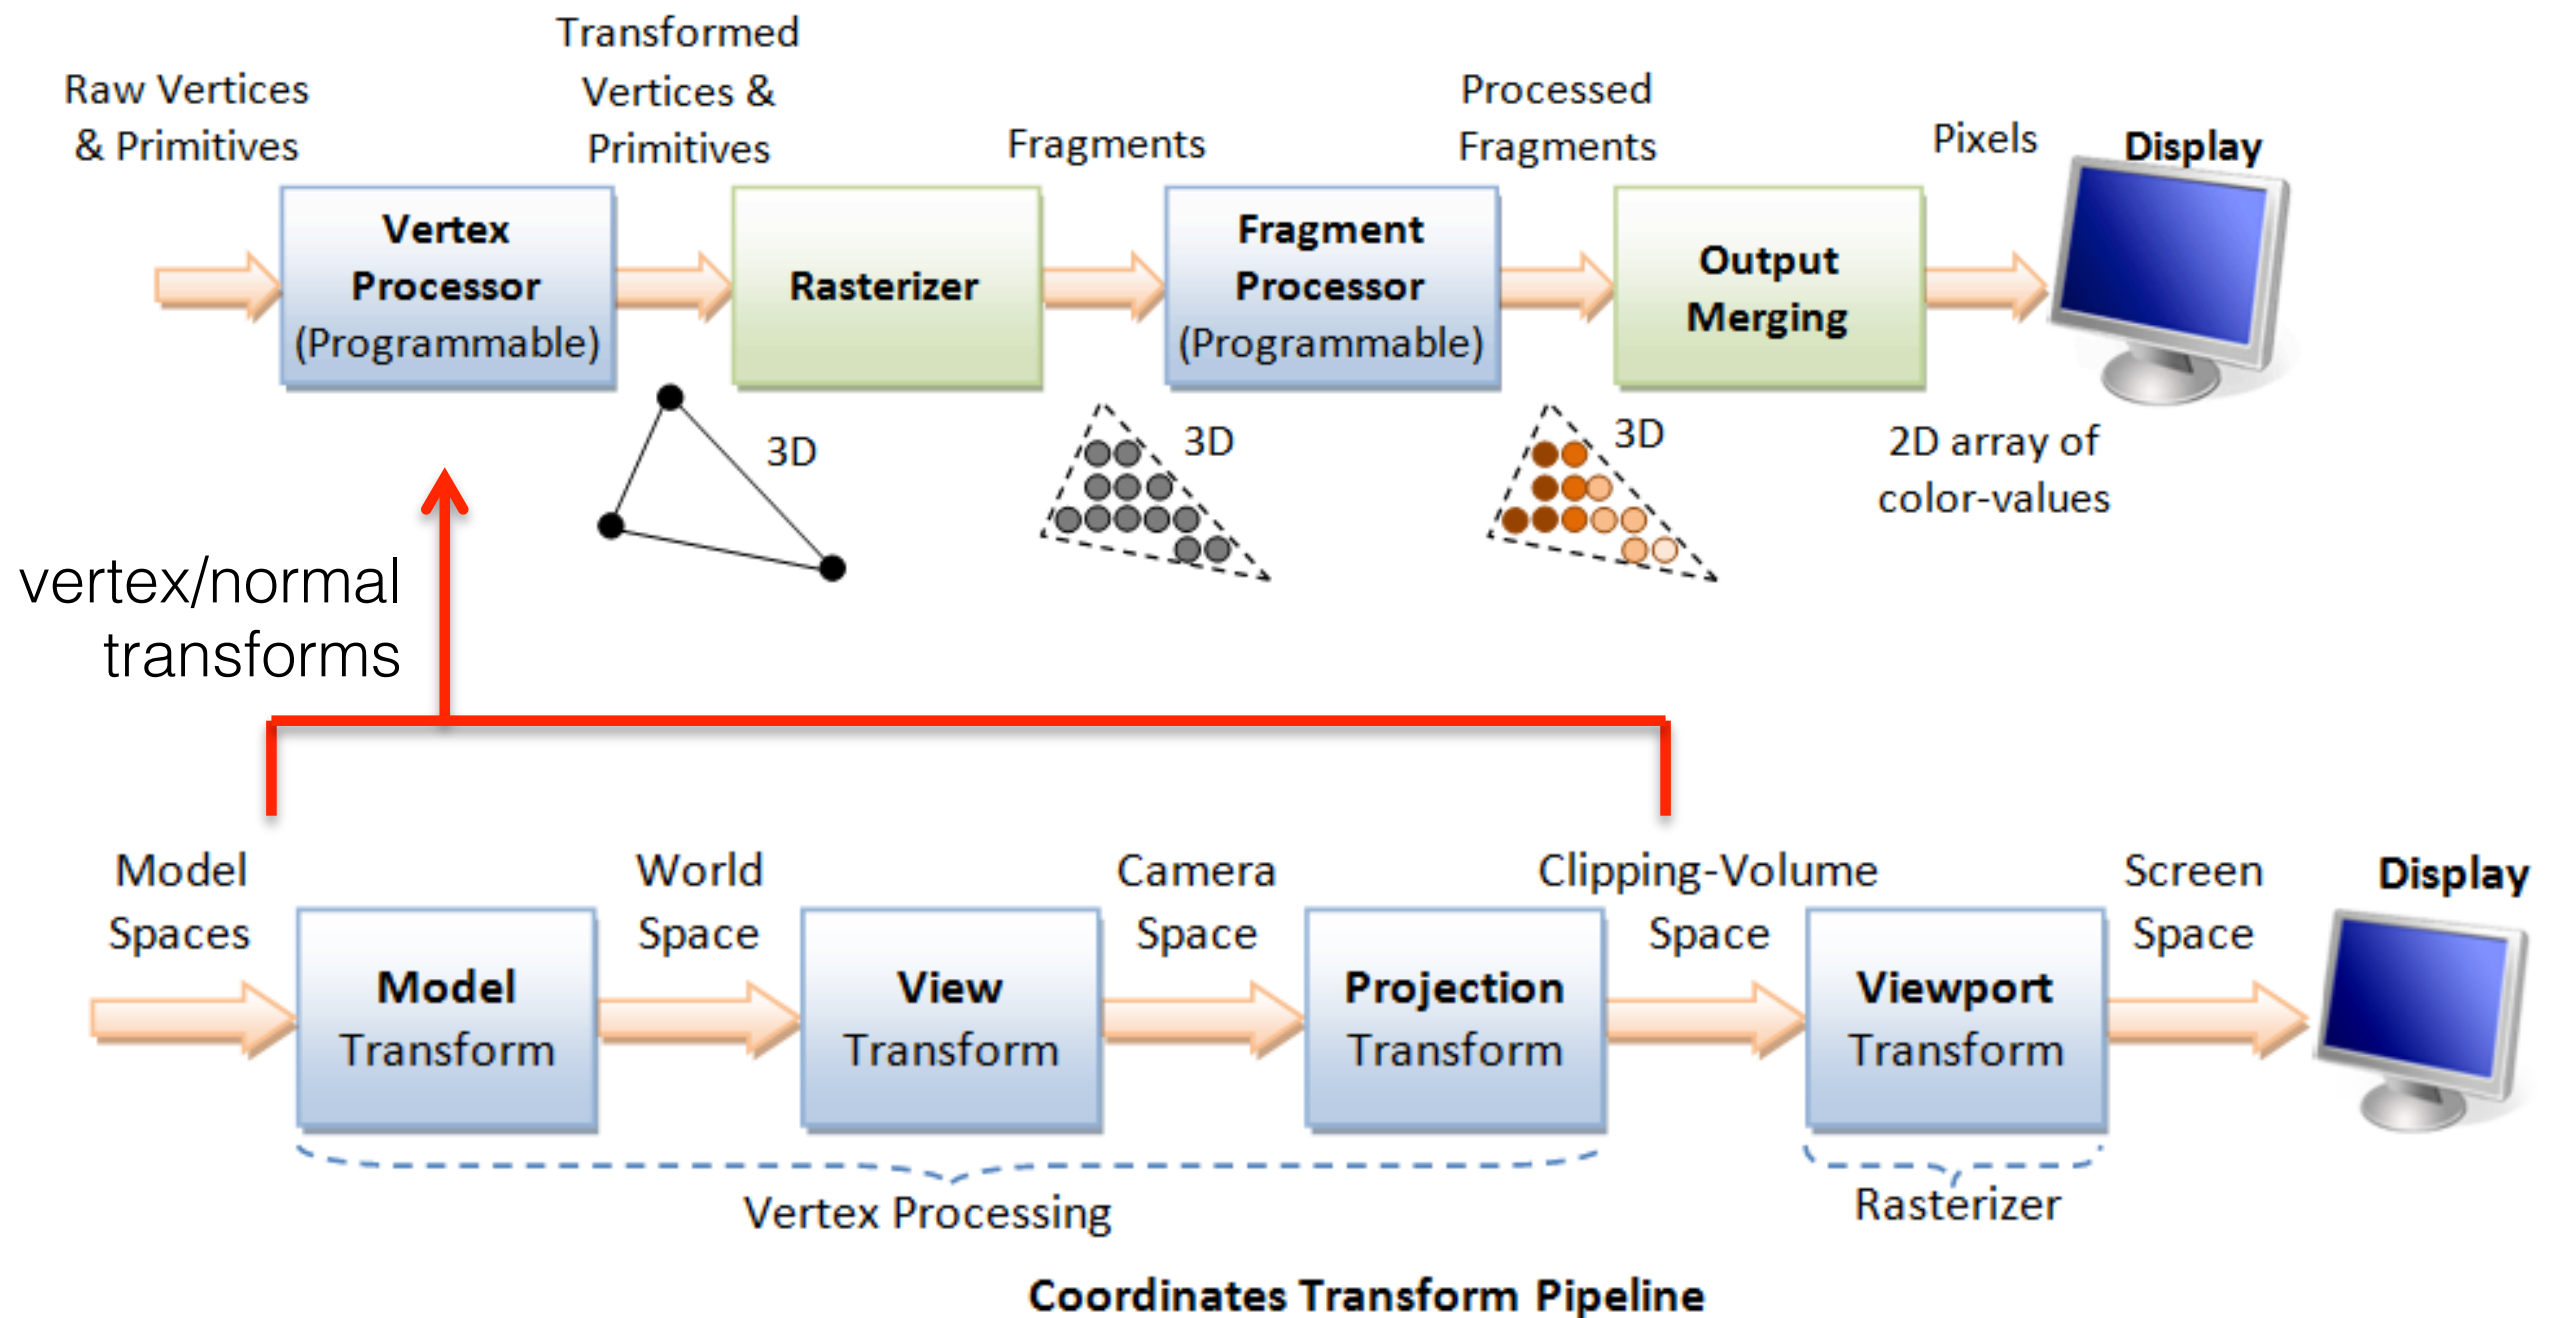 Raw Vertices
& Primitives
Transformed
Vertices &
Primitives
Fragments
Processed
Fragments
Pixels
Display
Vertex
Processor
(Programmable)
Rasterizer
Fragment
Processor
(Programmable)
Output
Merging
3D
3D
3D
2D array of
color-values
vertex/normal
transforms
Model
Spaces
World
Space
Camera
Space
Clipping-Volume
Space
Screen
Space
Display
Model
Transform
View
Transform
Projection
Transform
Viewport
Transform
Vertex Processing
Rasterizer
Coordinates Transform Pipeline